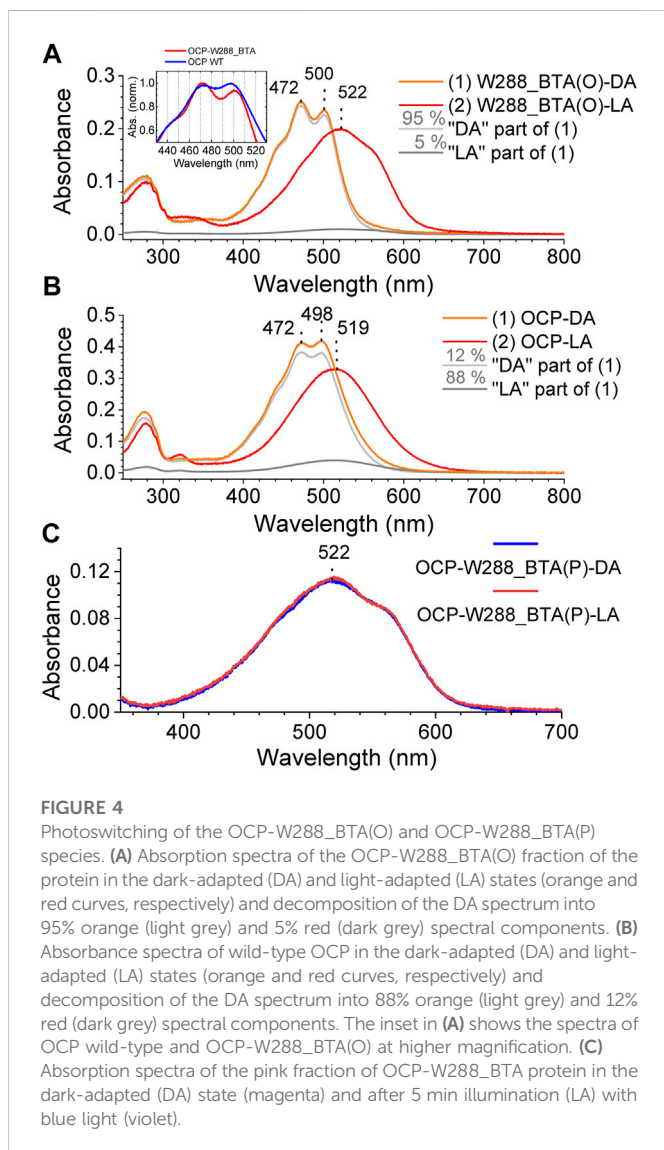 A
OCP-W288_BTA
OCP WT
Abs. (norm.)
1.0
0.8
0.6
440 460 480 500 520
Wavelength (nm)
472 500 522
(1) W288_BTA(O)-DA
(2) W288_BTA(O)-LA
95 % "DA" part of (1)
5 % "LA" part of (1)
Absorbance
0.3
0.2
0.1
0.0
300 400 500 600 700 800
Wavelength (nm)
B
472 498 519
(1) OCP-DA
(2) OCP-LA
12 % "DA" part of (1)
88 % "LA" part of (1)
Absorbance
0.5
0.4
0.3
0.2
0.1
0.0
300 400 500 600 700 800
Wavelength (nm)
C
522
OCP-W288_BTA(P)-DA
OCP-W288_BTA(P)-LA
Absorbance
0.12
0.08
0.04
0.00
400 500 600 700
Wavelength (nm)
FIGURE 4
Photoswitching of the OCP-W288_BTA(O) and OCP-W288_BTA(P)
species. (A) Absorption spectra of the OCP-W288_BTA(O) fraction of the
protein in the dark-adapted (DA) and light-adapted (LA) states (orange and
red curves, respectively) and decomposition of the DA spectrum into
95% orange (light grey) and 5% red (dark grey) spectral components. (B)
Absorbance spectra of wild-type OCP in the dark-adapted (DA) and light-
adapted (LA) states (orange and red curves, respectively) and
decomposition of the DA spectrum into 88% orange (light grey) and 12%
red (dark grey) spectral components. The inset in (A) shows the spectra of
OCP wild-type and OCP-W288_BTA(O) at higher magnification. (C)
Absorption spectra of the pink fraction of OCP-W288_BTA protein in the
dark-adapted (DA) state (magenta) and after 5 min illumination (LA) with
blue light (violet).